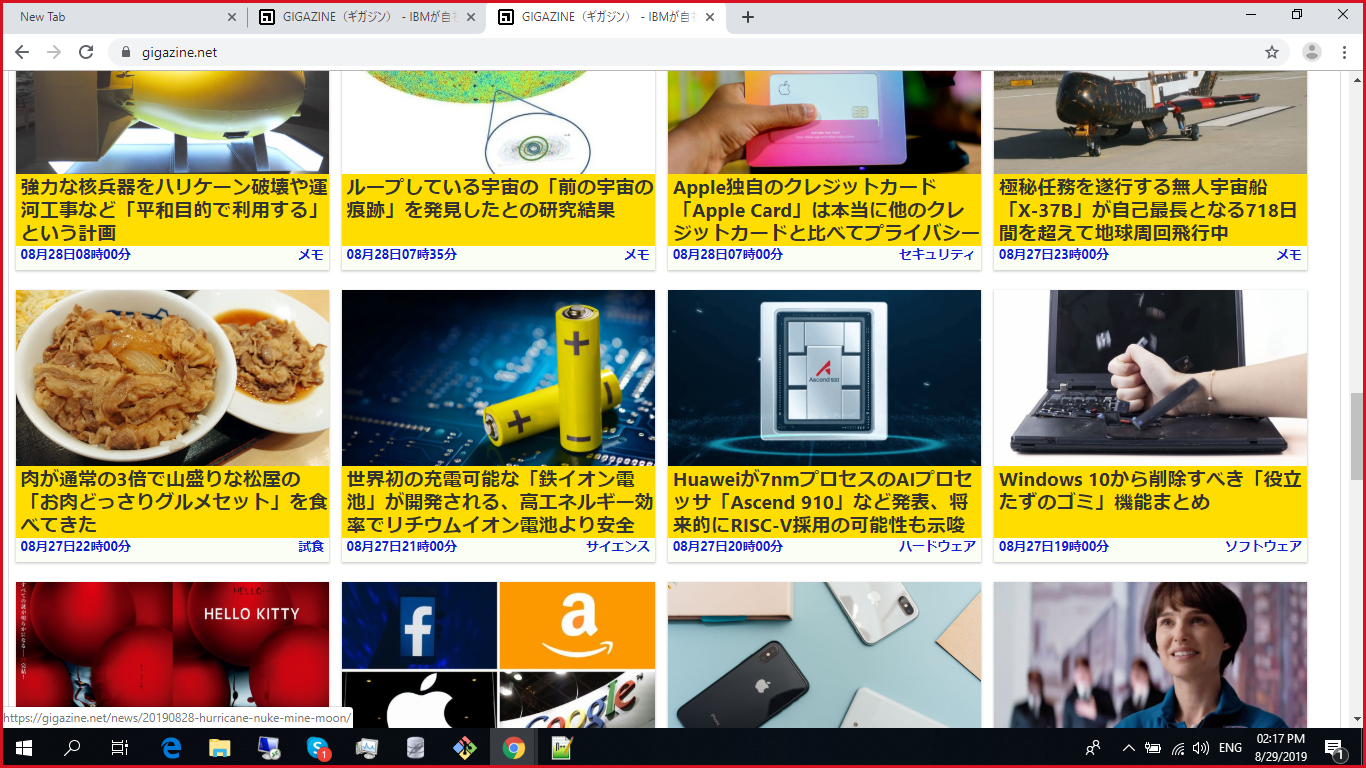 New Tab
GIGAZINE（ギガジン） - IBMが自社
GIGAZINE（ギガジン） - IBMが自社
gigazine.net
強力な核兵器をハリケーン破壊や運
河工事など「平和目的で利用する」
という計画
08月28日08時00分 メモ
ループしている宇宙の「前の宇宙の
痕跡」を発見したとの研究結果
08月28日07時35分 メモ
Apple独自のクレジットカード
「Apple Card」は本当に他のクレ
ジットカードと比べてプライバシー
08月28日07時00分 セキュリティ
極秘任務を遂行する無人宇宙船
「X-37B」が自己最長となる718日
間を超えて地球周回飛行中
08月27日23時00分 メモ
肉が通常の3倍で山盛りな松屋の
「お肉どっさりグルメセット」を食
べてきた
08月27日22時00分 試食
世界初の充電可能な「鉄イオン電
池」が開発される、高エネルギー効
率でリチウムイオン電池より安全
08月27日21時00分 サイエンス
Ascend 910
Huaweiが7nmプロセスのAIプロセ
ッサ「Ascend 910」など発表、将
来的にRISC-V採用の可能性も示唆
08月27日20時00分 ハードウェア
Windows 10から削除すべき「役立
たずのゴミ」機能まとめ
08月27日19時00分 ソフトウェア
HELLO
HELLO KITTY
Google
https://gigazine.net/news/20190828-hurricane-nuke-mine-moon/
ENG
02:17 PM
8/29/2019
1
1